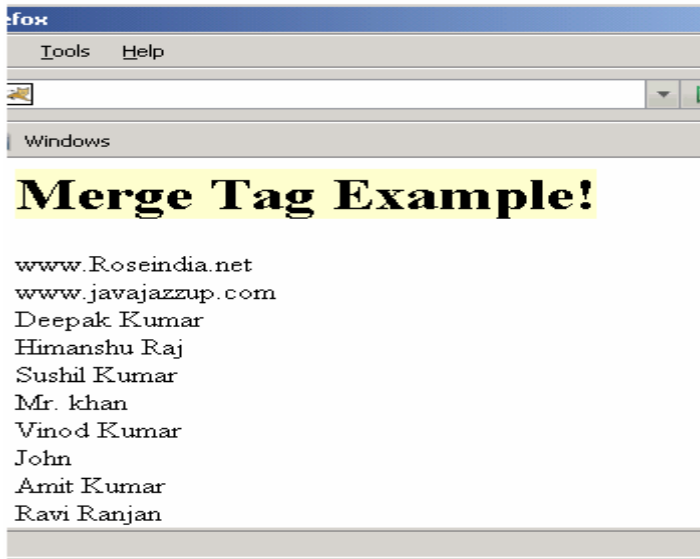 efox
Tools Help
Windows
Merge Tag Example!
www.Roseindia.net
www.javajazzup.com
Deepak Kumar
Himanshu Raj
Sushil Kumar
Mr. khan
Vinod Kumar
John
Amit Kumar
Ravi Ranjan